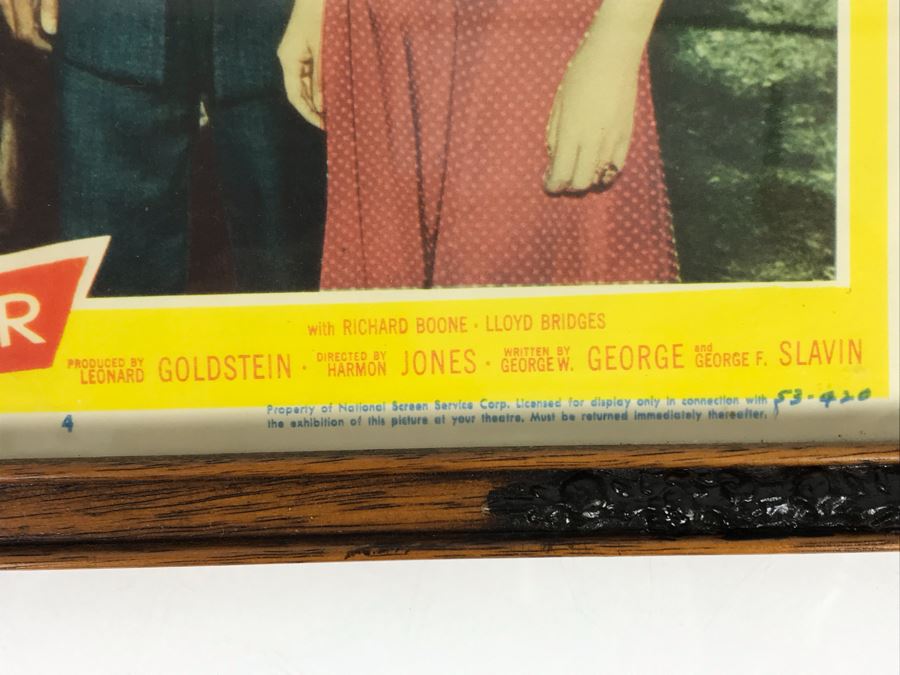 R
with RICHARD BOONE · LLOYD BRIDGES
PRODUCED BY LEONARD GOLDSTEIN · DIRECTED BY HARMON JONES · WRITTEN BY GEORGE W. GEORGE and GEORGE F. SLAVIN
Property of National Screen Service Corp. Licensed for display only in connection with
the exhibition of this picture at your theatre. Must be returned immediately thereafter.
53-420
4